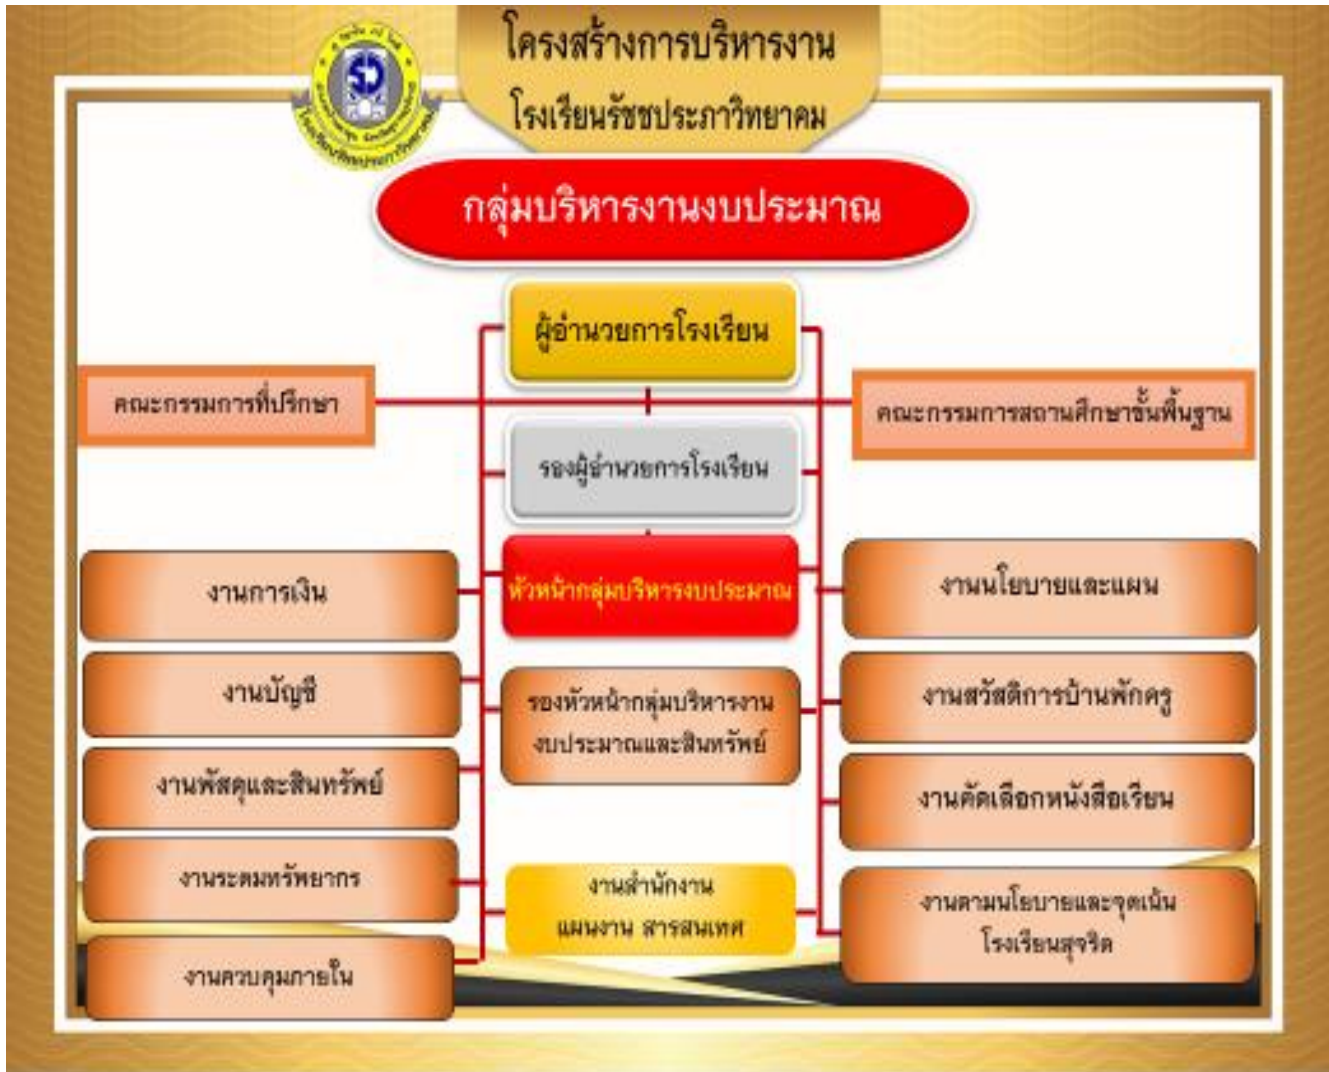 โครงสร้างการบริหารงาน
โรงเรียนรัชชประภาวิทยาคม
กลุ่มบริหารงานงบประมาณ
ผู้อำนวยการโรงเรียน
คณะกรรมการที่ปรึกษา
คณะกรรมการสถานศึกษาขั้นพื้นฐาน
รองผู้อำนวยการโรงเรียน
งานการเงิน
หัวหน้ากลุ่มบริหารงบประมาณ
งานนโยบายและแผน
งานบัญชี
รองหัวหน้ากลุ่มบริหารงาน
งบประมาณและสินทรัพย์
งานสวัสดิการบ้านพักครู
งานพัสดุและสินทรัพย์
งานคัดเลือกหนังสือเรียน
งานระดมทรัพยากร
งานสำนักงาน
แผนงาน สารสนเทศ
งานตามนโยบายและจุดเน้น
โรงเรียนสุจริต
งานควบคุมภายใน